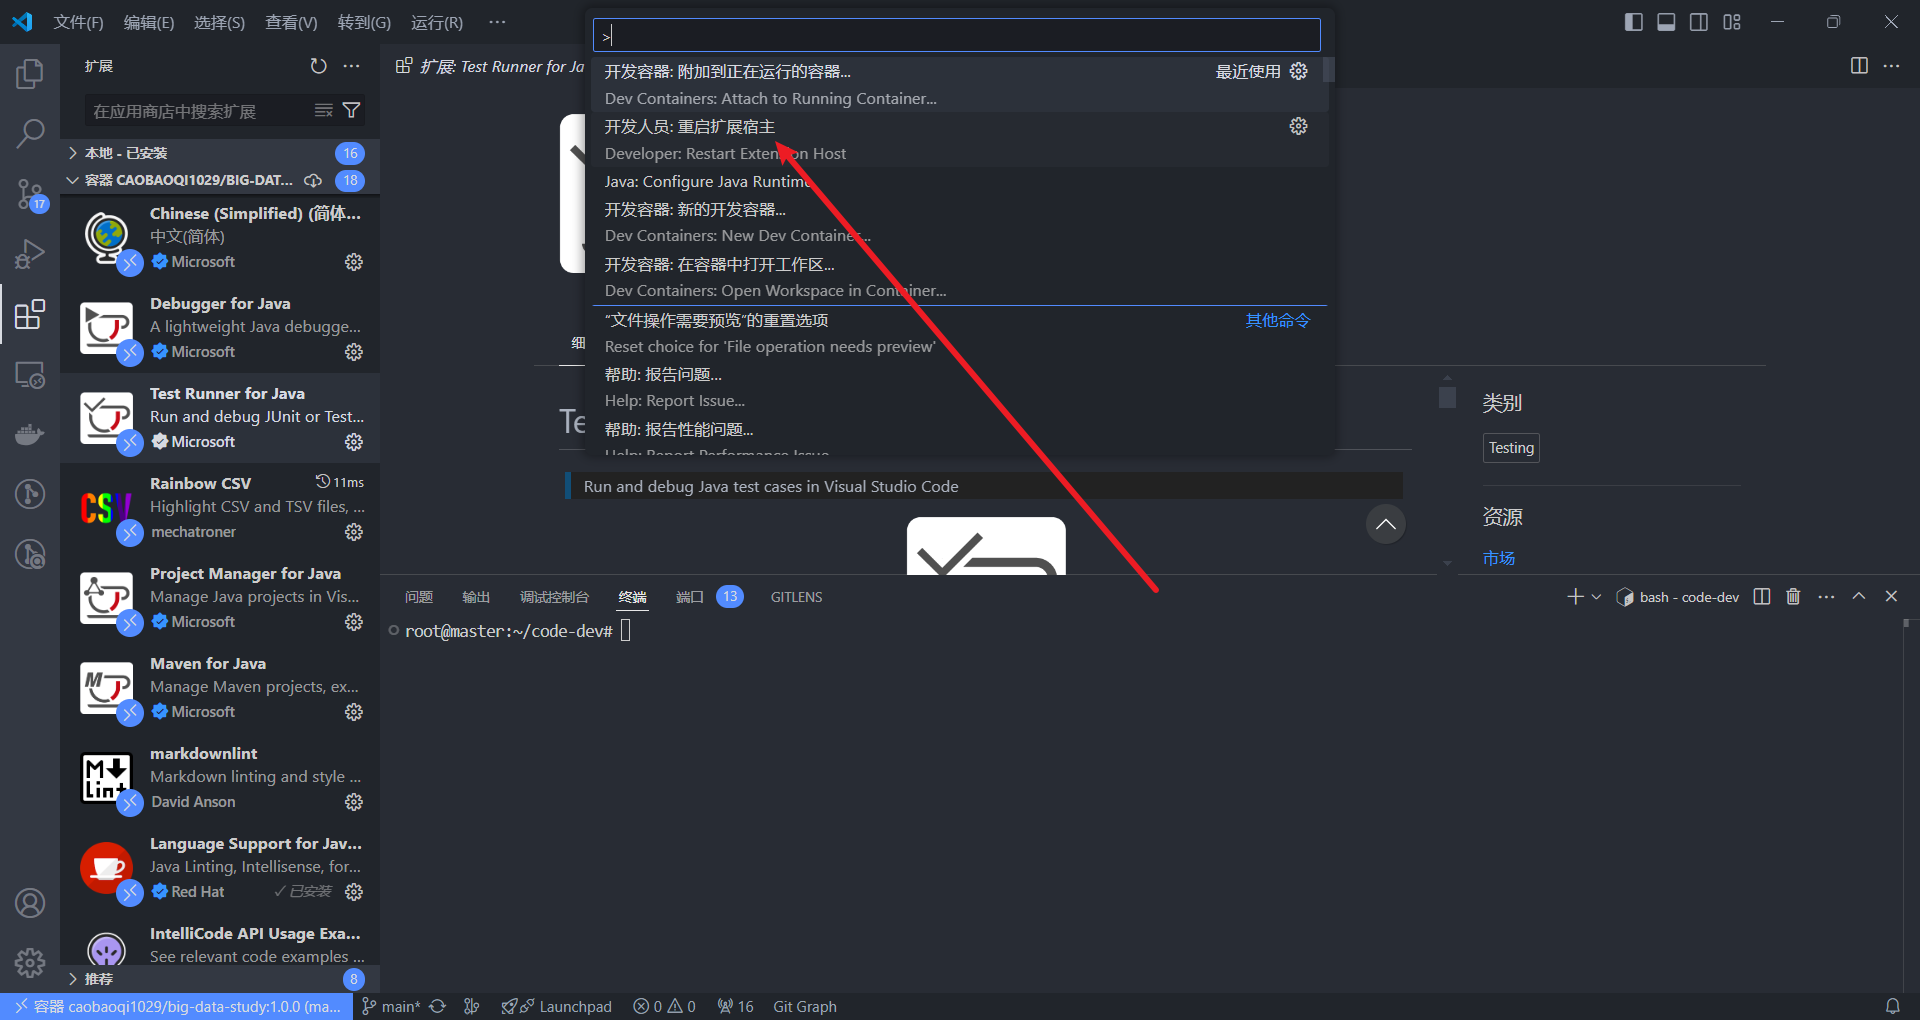 文件(F) 编辑(E) 选择(S) 查看(V) 转到(G) 运行(R) ···
>
扩展
扩展: Test Runner for Ja
在应用商店中搜索扩展
本地 - 已安装 16
容器 CAOBAOQI1029/BIG-DAT... 18
17
Chinese (Simplified) (简体...
中文(简体)
Microsoft
Debugger for Java
A lightweight Java debugge...
Microsoft
Test Runner for Java
Run and debug JUnit or Test...
Microsoft
Rainbow CSV 11ms
Highlight CSV and TSV files, ...
mechatroner
CSV
Project Manager for Java
Manage Java projects in Vis...
Microsoft
Maven for Java
Manage Maven projects, ex...
Microsoft
M
markdownlint
Markdown linting and style ...
David Anson
M
Lint
Language Support for Jav...
Java Linting, Intellisense, for...
Red Hat ✓已安装
IntelliCode API Usage Exa...
See relevant code examples ...
推荐 8
开发容器: 附加到正在运行的容器... 最近使用
Dev Containers: Attach to Running Container...
开发人员: 重启扩展宿主
Developer: Restart Extension Host
Java: Configure Java Runtime
开发容器: 新的开发容器...
Dev Containers: New Dev Container...
开发容器: 在容器中打开工作区...
Dev Containers: Open Workspace in Container...
“文件操作需要预览”的重置选项 其他命令
Reset choice for 'File operation needs preview'
帮助: 报告问题...
Help: Report Issue...
帮助: 报告性能问题...
Help: Report Performance Issue
细
Te
Run and debug Java test cases in Visual Studio Code
类别
Testing
资源
市场
问题 输出 调试控制台 终端 端口 13 GITLENS
bash - code-dev
root@master:~/code-dev#
容器 caobaoqi1029/big-data-study:1.0.0 (ma... main* Launchpad 0 0 16 Git Graph